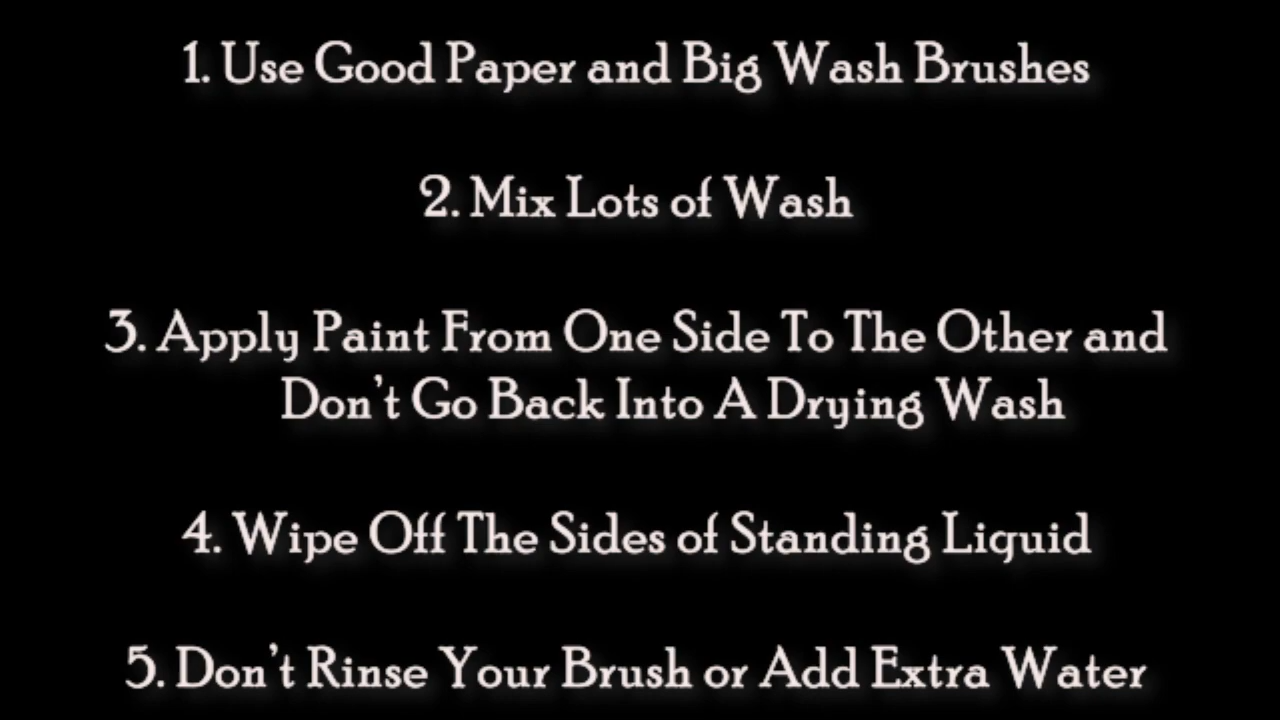 1. Use Good Paper and Big Wash Brushes
2. Mix Lots of Wash
3. Apply Paint From One Side To The Other and
Don't Go Back Into A Drying Wash
4. Wipe Off The Sides of Standing Liquid
5. Don't Rinse Your Brush or Add Extra Water